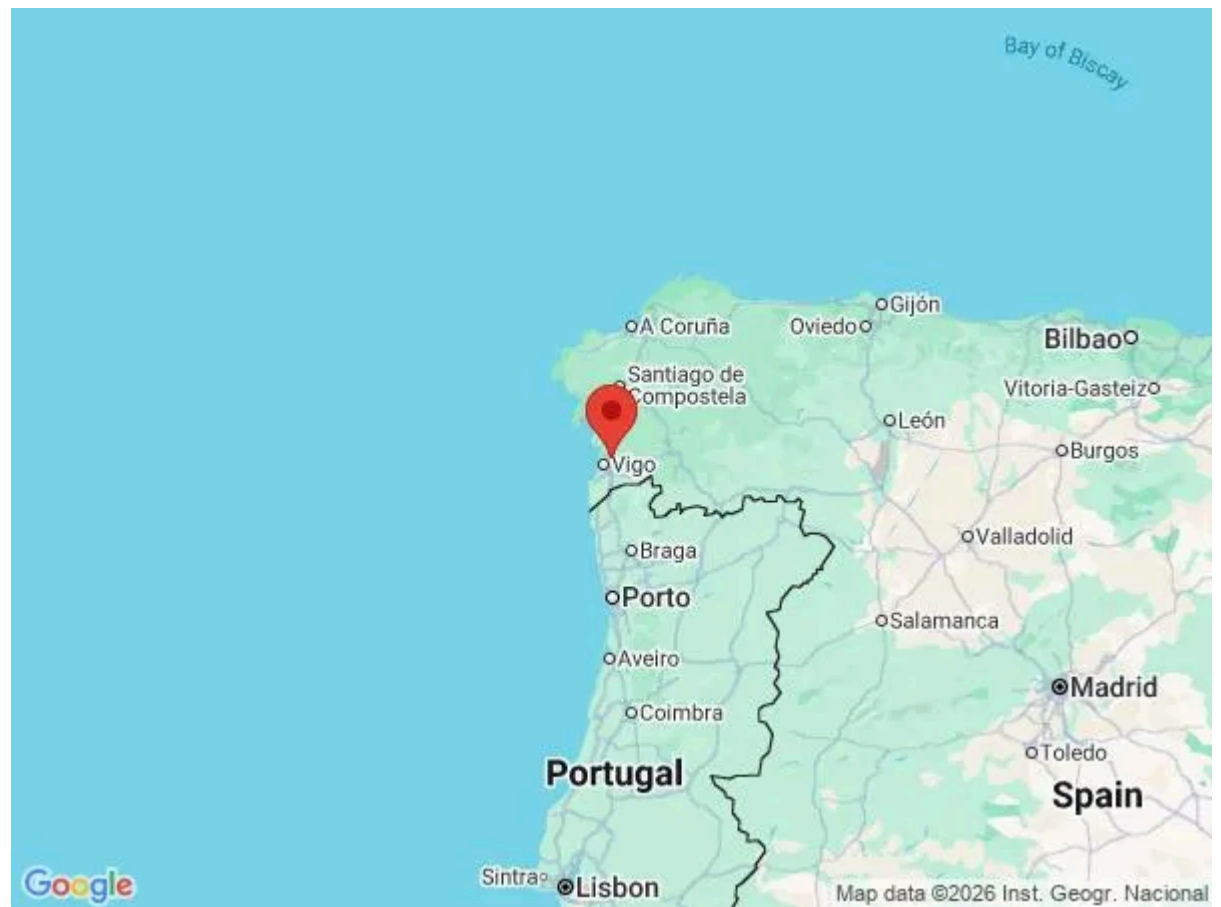 Bay of Biscay
Gijón
A Coruña
Oviedo
Bilbao
Santiago de
Compostela
Vitoria-Gasteiz
León
Burgos
Vigo
Valladolid
Braga
Porto
Salamanca
Aveiro
Madrid
Coimbra
Toledo
Portugal
Spain
Sintra
Lisbon
Google
Map data ©2026 Inst. Geogr. Nacional